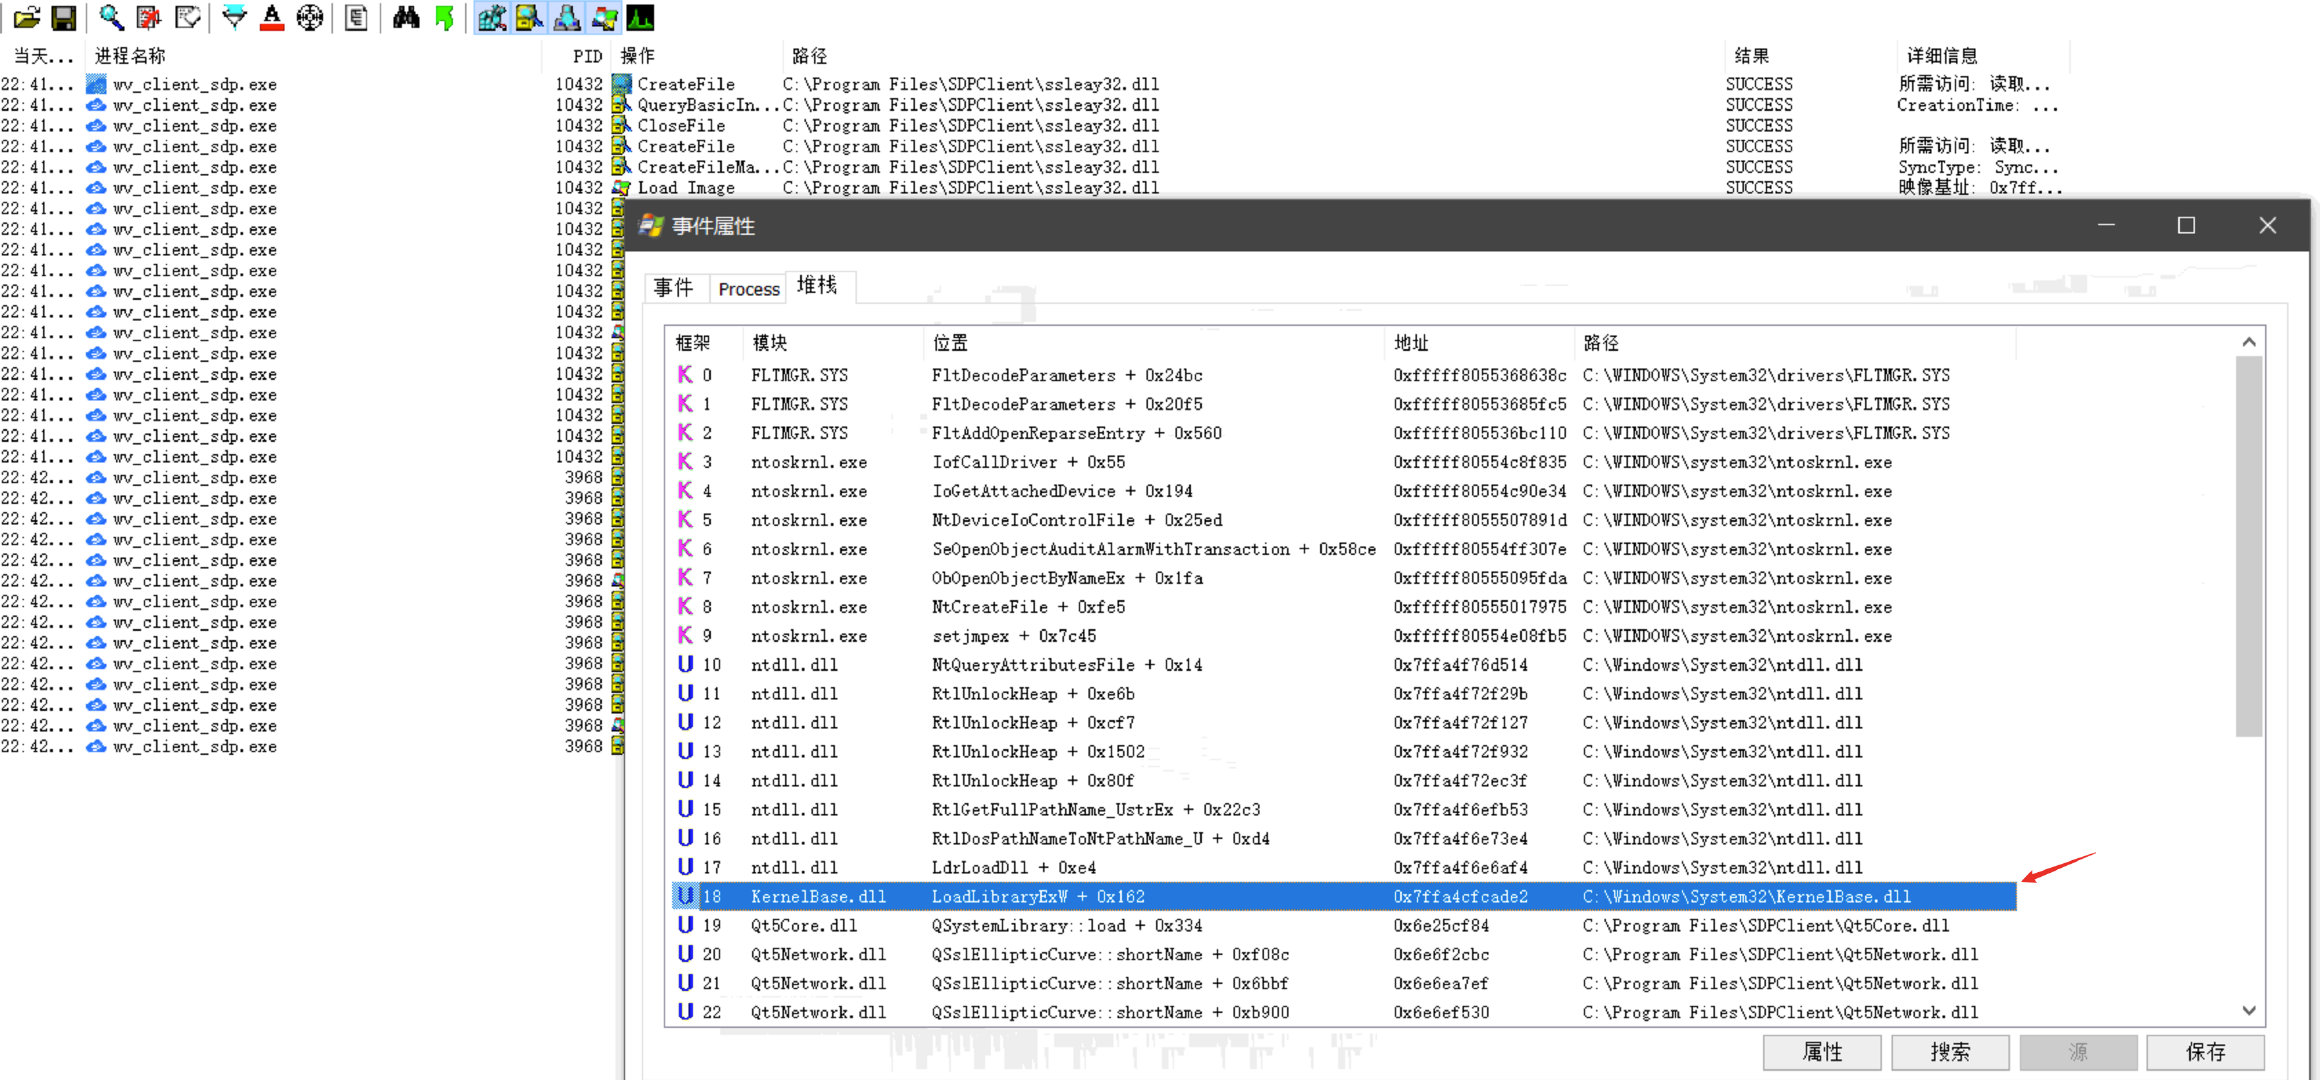 当天... 进程名称 PID 操作 路径 结果 详细信息
22:41... wv_client_sdp.exe 10432 CreateFile C:\Program Files\SDPClient\ssleay32.dll SUCCESS 所需访问: 读取...
22:41... wv_client_sdp.exe 10432 QueryBasicIn... C:\Program Files\SDPClient\ssleay32.dll SUCCESS CreationTime: ...
22:41... wv_client_sdp.exe 10432 CloseFile C:\Program Files\SDPClient\ssleay32.dll SUCCESS
22:41... wv_client_sdp.exe 10432 CreateFile C:\Program Files\SDPClient\ssleay32.dll SUCCESS 所需访问: 读取...
22:41... wv_client_sdp.exe 10432 CreateFileMa... C:\Program Files\SDPClient\ssleay32.dll SUCCESS SyncType: Sync...
22:41... wv_client_sdp.exe 10432 Load Image C:\Program Files\SDPClient\ssleay32.dll SUCCESS 映像基址: 0x7ff...
22:41... wv_client_sdp.exe 10432
22:41... wv_client_sdp.exe 10432
22:41... wv_client_sdp.exe 10432
22:41... wv_client_sdp.exe 10432
22:41... wv_client_sdp.exe 10432
22:41... wv_client_sdp.exe 10432
22:41... wv_client_sdp.exe 10432
22:41... wv_client_sdp.exe 10432
22:41... wv_client_sdp.exe 10432
22:41... wv_client_sdp.exe 10432
22:41... wv_client_sdp.exe 10432
22:41... wv_client_sdp.exe 10432
22:41... wv_client_sdp.exe 10432
22:42... wv_client_sdp.exe 3968
22:42... wv_client_sdp.exe 3968
22:42... wv_client_sdp.exe 3968
22:42... wv_client_sdp.exe 3968
22:42... wv_client_sdp.exe 3968
22:42... wv_client_sdp.exe 3968
22:42... wv_client_sdp.exe 3968
22:42... wv_client_sdp.exe 3968
22:42... wv_client_sdp.exe 3968
22:42... wv_client_sdp.exe 3968
22:42... wv_client_sdp.exe 3968
22:42... wv_client_sdp.exe 3968
22:42... wv_client_sdp.exe 3968
22:42... wv_client_sdp.exe 3968
事件属性
事件 Process 堆栈
框架 模块 位置 地址 路径
K 0 FLTMGR.SYS FltDecodeParameters + 0x24bc 0xfffff8055368638c C:\WINDOWS\System32\drivers\FLTMGR.SYS
K 1 FLTMGR.SYS FltDecodeParameters + 0x20f5 0xfffff80553685fc5 C:\WINDOWS\System32\drivers\FLTMGR.SYS
K 2 FLTMGR.SYS FltAddOpenReparseEntry + 0x560 0xfffff805536bc110 C:\WINDOWS\System32\drivers\FLTMGR.SYS
K 3 ntoskrnl.exe IofCallDriver + 0x55 0xfffff80554c8f835 C:\WINDOWS\system32\ntoskrnl.exe
K 4 ntoskrnl.exe IoGetAttachedDevice + 0x194 0xfffff80554c90e34 C:\WINDOWS\system32\ntoskrnl.exe
K 5 ntoskrnl.exe NtDeviceIoControlFile + 0x25ed 0xfffff8055507891d C:\WINDOWS\system32\ntoskrnl.exe
K 6 ntoskrnl.exe SeOpenObjectAuditAlarmWithTransaction + 0x58ce 0xfffff80554ff307e C:\WINDOWS\system32\ntoskrnl.exe
K 7 ntoskrnl.exe ObOpenObjectByNameEx + 0x1fa 0xfffff80555095fda C:\WINDOWS\system32\ntoskrnl.exe
K 8 ntoskrnl.exe NtCreateFile + 0xfe5 0xfffff80555017975 C:\WINDOWS\system32\ntoskrnl.exe
K 9 ntoskrnl.exe setjmpex + 0x7c45 0xfffff80554e08fb5 C:\WINDOWS\system32\ntoskrnl.exe
U 10 ntdll.dll NtQueryAttributesFile + 0x14 0x7ffa4f76d514 C:\Windows\System32\ntdll.dll
U 11 ntdll.dll RtlUnlockHeap + 0xe6b 0x7ffa4f72f29b C:\Windows\System32\ntdll.dll
U 12 ntdll.dll RtlUnlockHeap + 0xcf7 0x7ffa4f72f127 C:\Windows\System32\ntdll.dll
U 13 ntdll.dll RtlUnlockHeap + 0x1502 0x7ffa4f72f932 C:\Windows\System32\ntdll.dll
U 14 ntdll.dll RtlUnlockHeap + 0x80f 0x7ffa4f72ec3f C:\Windows\System32\ntdll.dll
U 15 ntdll.dll RtlGetFullPathName_UstrEx + 0x22c3 0x7ffa4f6efb53 C:\Windows\System32\ntdll.dll
U 16 ntdll.dll RtlDosPathNameToNtPathName_U + 0xd4 0x7ffa4f6e73e4 C:\Windows\System32\ntdll.dll
U 17 ntdll.dll LdrLoadDll + 0xe4 0x7ffa4f6e6af4 C:\Windows\System32\ntdll.dll
U 18 KernelBase.dll LoadLibraryExW + 0x162 0x7ffa4cfcade2 C:\Windows\System32\KernelBase.dll
U 19 Qt5Core.dll QSystemLibrary::load + 0x334 0x6e25cf84 C:\Program Files\SDPClient\Qt5Core.dll
U 20 Qt5Network.dll QSslEllipticCurve::shortName + 0xf08c 0x6e6f2cbc C:\Program Files\SDPClient\Qt5Network.dll
U 21 Qt5Network.dll QSslEllipticCurve::shortName + 0x6bbf 0x6e6ea7ef C:\Program Files\SDPClient\Qt5Network.dll
U 22 Qt5Network.dll QSslEllipticCurve::shortName + 0xb900 0x6e6ef530 C:\Program Files\SDPClient\Qt5Network.dll
属性 搜索 源 保存